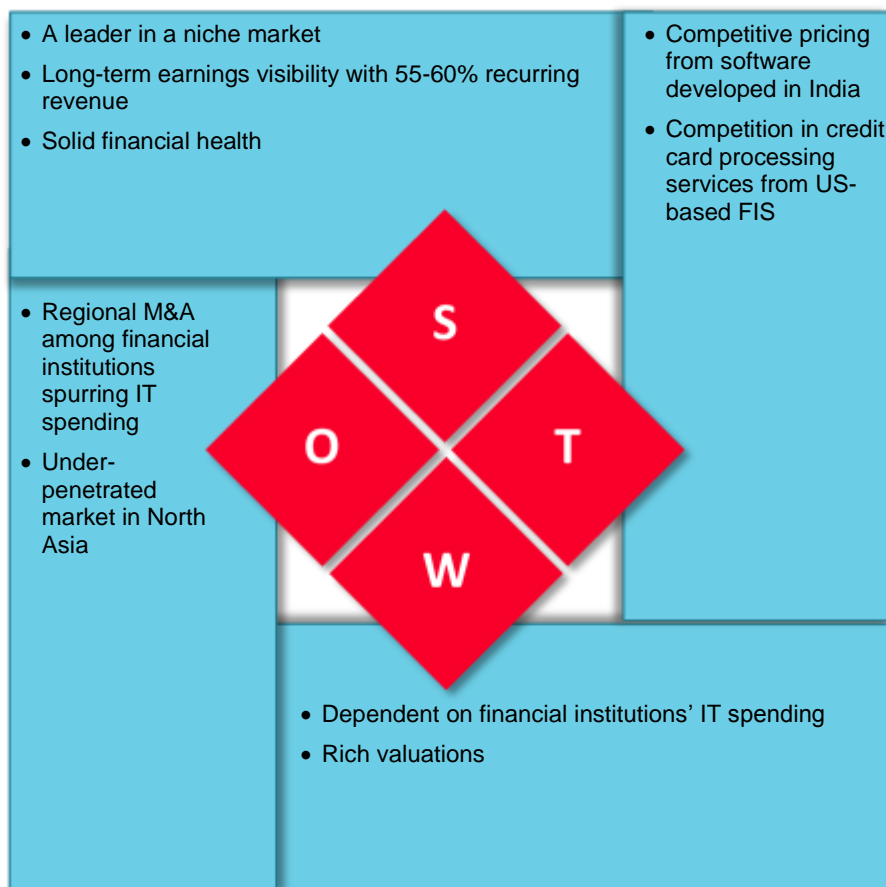 • A leader in a niche market
• Long-term earnings visibility with 55-60% recurring
revenue
• Solid financial health
• Competitive pricing
from software
developed in India
• Competition in credit
card processing
services from US-
based FIS
• Regional M&A
among financial
institutions
spurring IT
spending
• Under-
penetrated
market in North
Asia
S
O
T
W
• Dependent on financial institutions’ IT spending
• Rich valuations